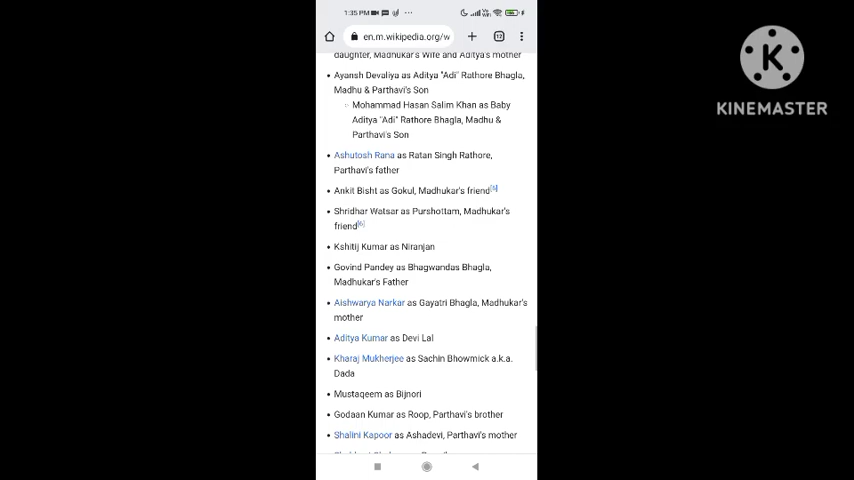 1:35 PM
en.m.wikipedia.org/w
12
daughter, Madhukar's Wife and Aditya's mother
Ayansh Devaliya as Aditya "Adi" Rathore Bhagla,
Madhu & Parthavi's Son
Mohammad Hasan Salim Khan as Baby
Aditya "Adi" Rathore Bhagla, Madhu &
Parthavi's Son
Ashutosh Rana as Ratan Singh Rathore,
Parthavi's father
Ankit Bisht as Gokul, Madhukar's friend[5]
Shridhar Watsar as Purshottam, Madhukar's
friend[6]
Kshitij Kumar as Niranjan
Govind Pandey as Bhagwandas Bhagla,
Madhukar's Father
Aishwarya Narkar as Gayatri Bhagla, Madhukar's
mother
Aditya Kumar as Devi Lal
Kharaj Mukherjee as Sachin Bhowmick a.k.a.
Dada
Mustaqeem as Bijnori
Godaan Kumar as Roop, Parthavi's brother
Shalini Kapoor as Ashadevi, Parthavi's mother
K
KINEMASTER